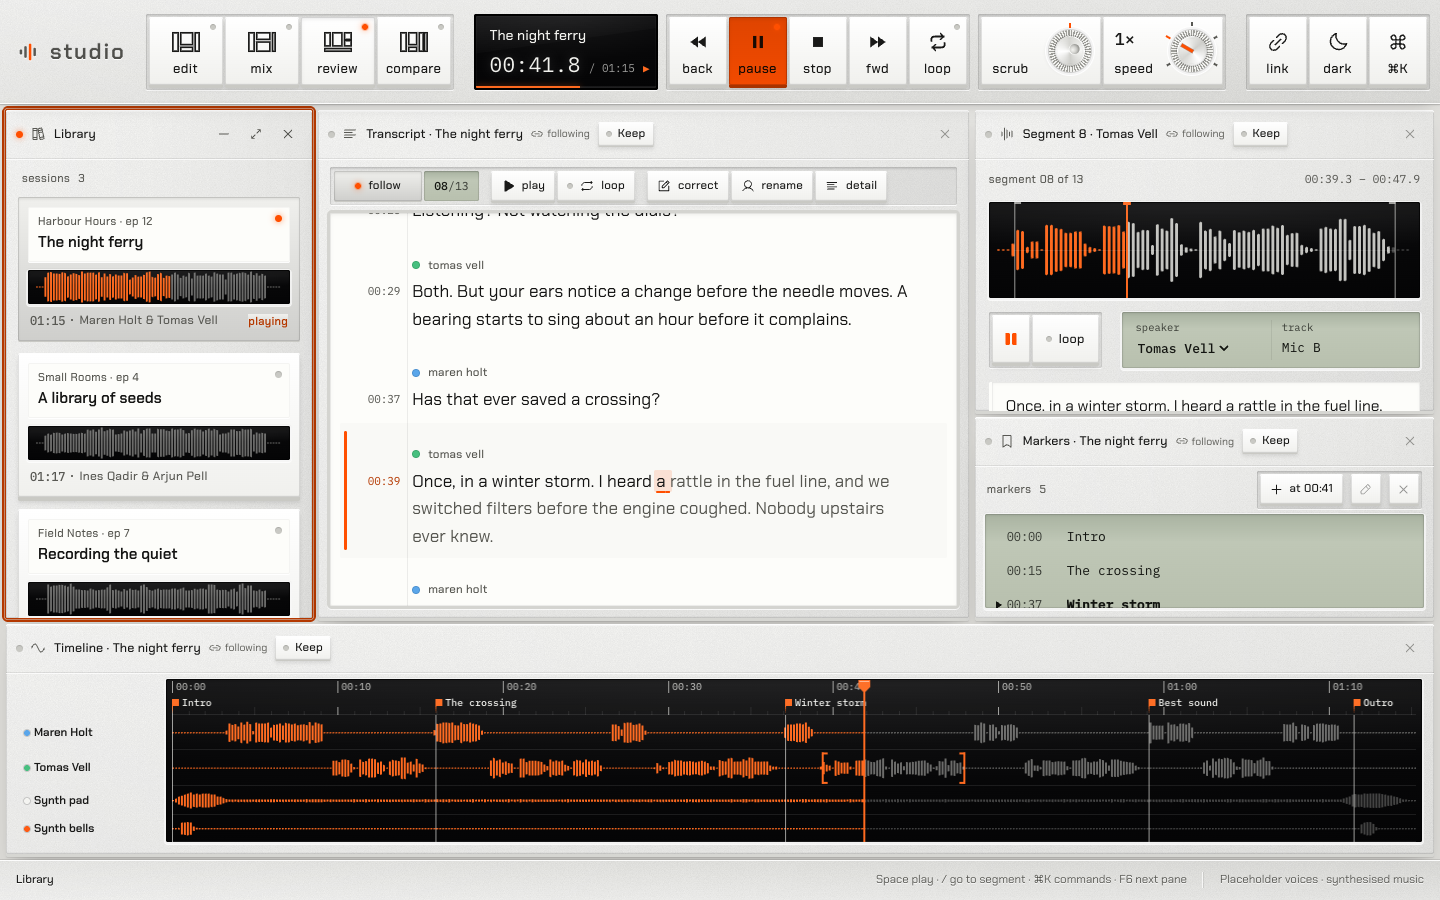 studio
edit
mix
review
compare
The night ferry
00:41.8 / 01:15
back
pause
stop
fwd
loop
scrub
1×
speed
link
dark
⌘K
Library
sessions 3
Harbour Hours · ep 12
The night ferry
01:15 · Maren Holt & Tomas Vell
playing
Small Rooms · ep 4
A library of seeds
01:17 · Ines Qadir & Arjun Pell
Field Notes · ep 7
Recording the quiet
Transcript · The night ferry
following
Keep
follow
08/13
play
loop
correct
rename
detail
Listening? Not watching the dials?
tomas vell
00:29
Both. But your ears notice a change before the needle moves. A
bearing starts to sing about an hour before it complains.
maren holt
00:37
Has that ever saved a crossing?
tomas vell
00:39
Once, in a winter storm. I heard a rattle in the fuel line, and we
switched filters before the engine coughed. Nobody upstairs
ever knew.
maren holt
Segment 8 · Tomas Vell
following
Keep
segment 08 of 13
00:39.3 – 00:47.9
loop
speaker
Tomas Vell
track
Mic B
Once, in a winter storm. I heard a rattle in the fuel line,
Markers · The night ferry
following
Keep
markers 5
+ at 00:41
00:00 Intro
00:15 The crossing
00:37 Winter storm
Timeline · The night ferry
following
Keep
00:00 00:10 00:20 00:30 00:4 00:50 01:00 01:10
Intro The crossing Winter storm Best sound Outro
Maren Holt
Tomas Vell
Synth pad
Synth bells
Library
Space play · / go to segment · ⌘K commands · F6 next pane
Placeholder voices · synthesised music